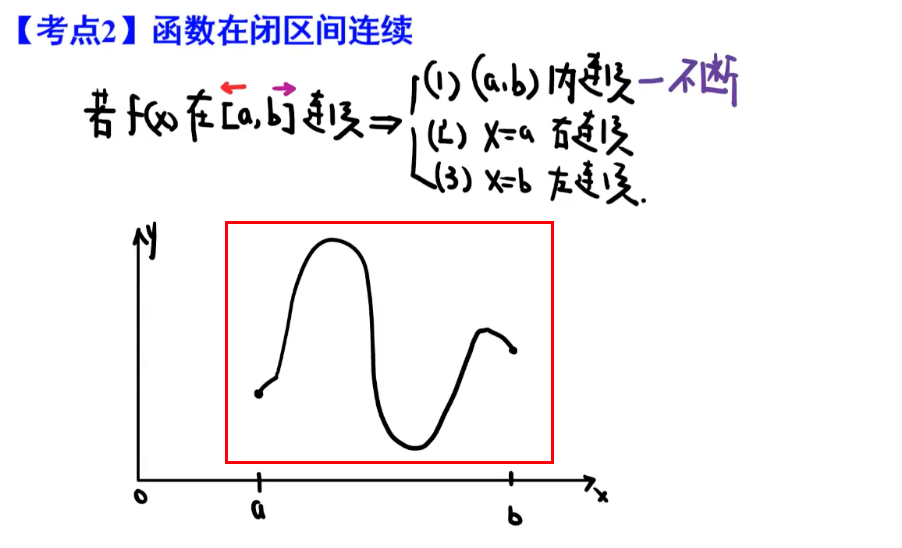 【考点2】函数在闭区间连续
(1) (a,b) 内连续 — 不断
若 f(x) 在 [a,b] 连续 ⇒
(2) x=a 右连续
(3) x=b 左连续.
y
0
a
b
x